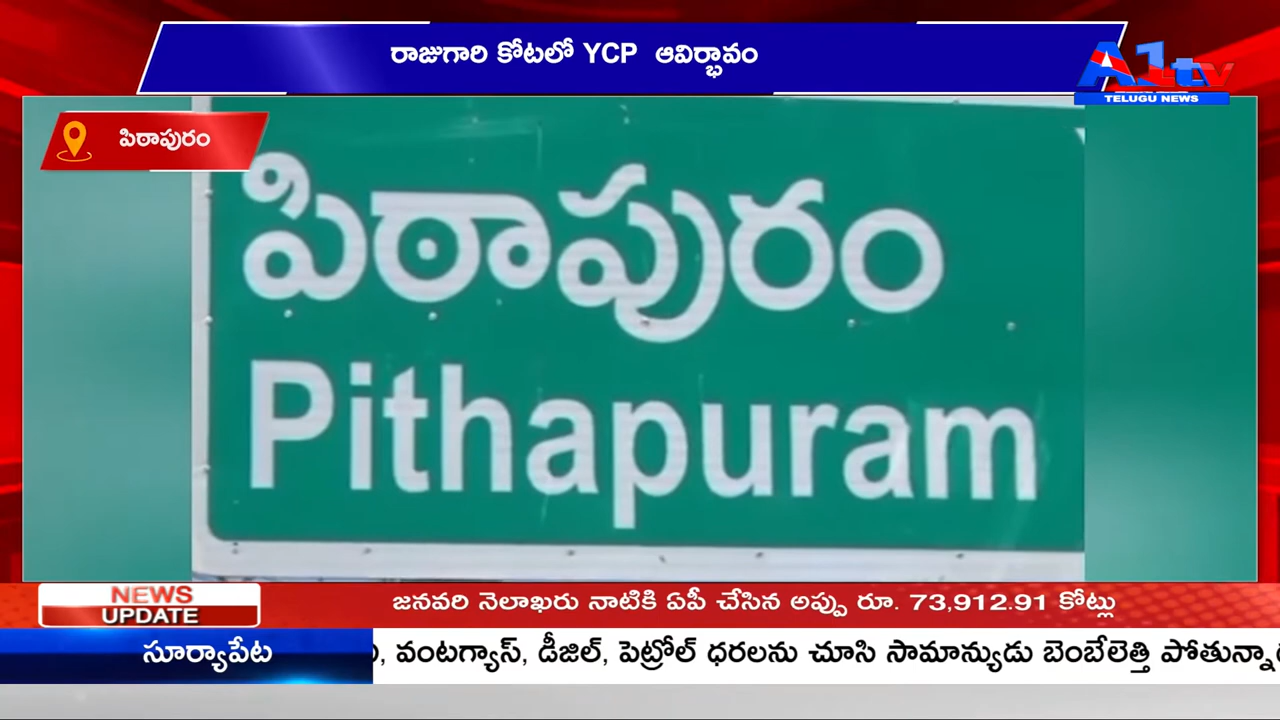 రాజుగారి కోటలో YCP ఆవిర్భావం
A1tv
TELUGU NEWS
పిఠాపురం
పిఠాపురం
Pithapuram
NEWS
UPDATE
జనవరి నెలాఖరు నాటికి ఏపీ చేసిన అప్పు రూ. 73,912.91 కోట్లు
సూర్యాపేట
, వంటగ్యాస్, డీజిల్, పెట్రోల్ ధరలను చూసి సామాన్యుడు బెంబేలెత్తి పోతున్నా